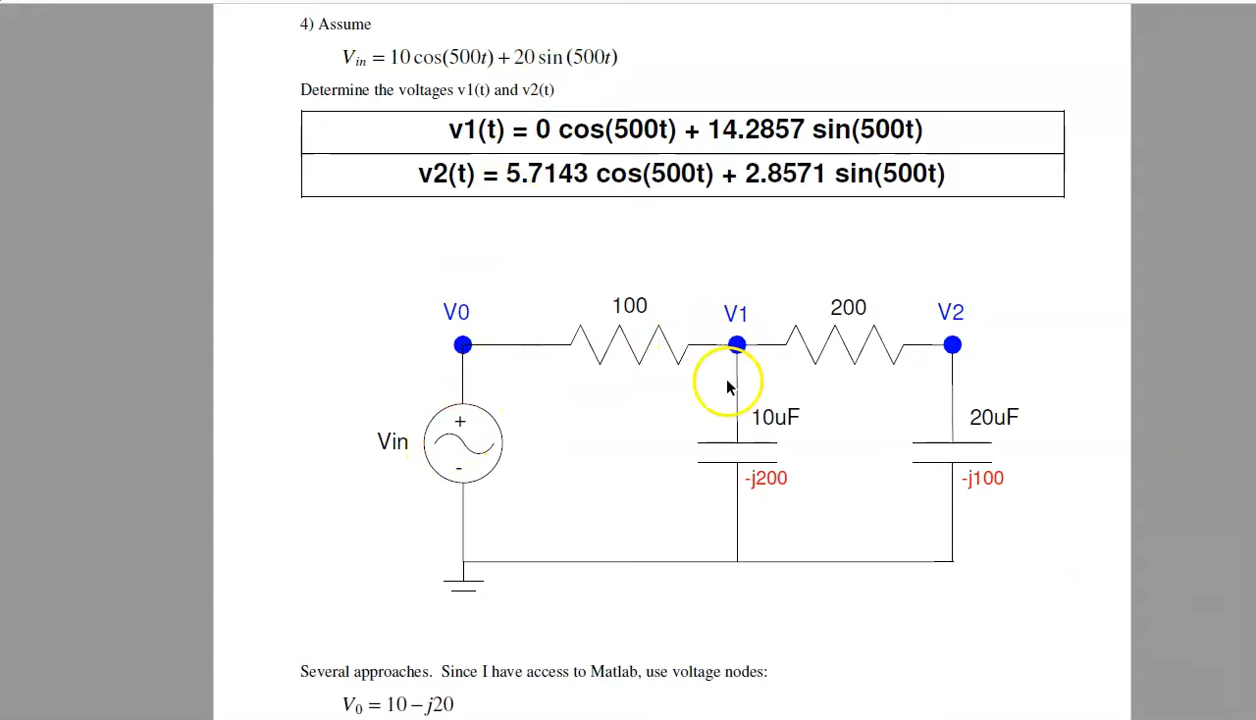 4) Assume
V_in = 10 cos(500t) + 20 sin (500t)
Determine the voltages v1(t) and v2(t)
v1(t) = 0 cos(500t) + 14.2857 sin(500t)
v2(t) = 5.7143 cos(500t) + 2.8571 sin(500t)
V0 100 V1 200 V2
+
Vin 10uF 20uF
-
-j200 -j100
Several approaches. Since I have access to Matlab, use voltage nodes:
V_0 = 10 − j20